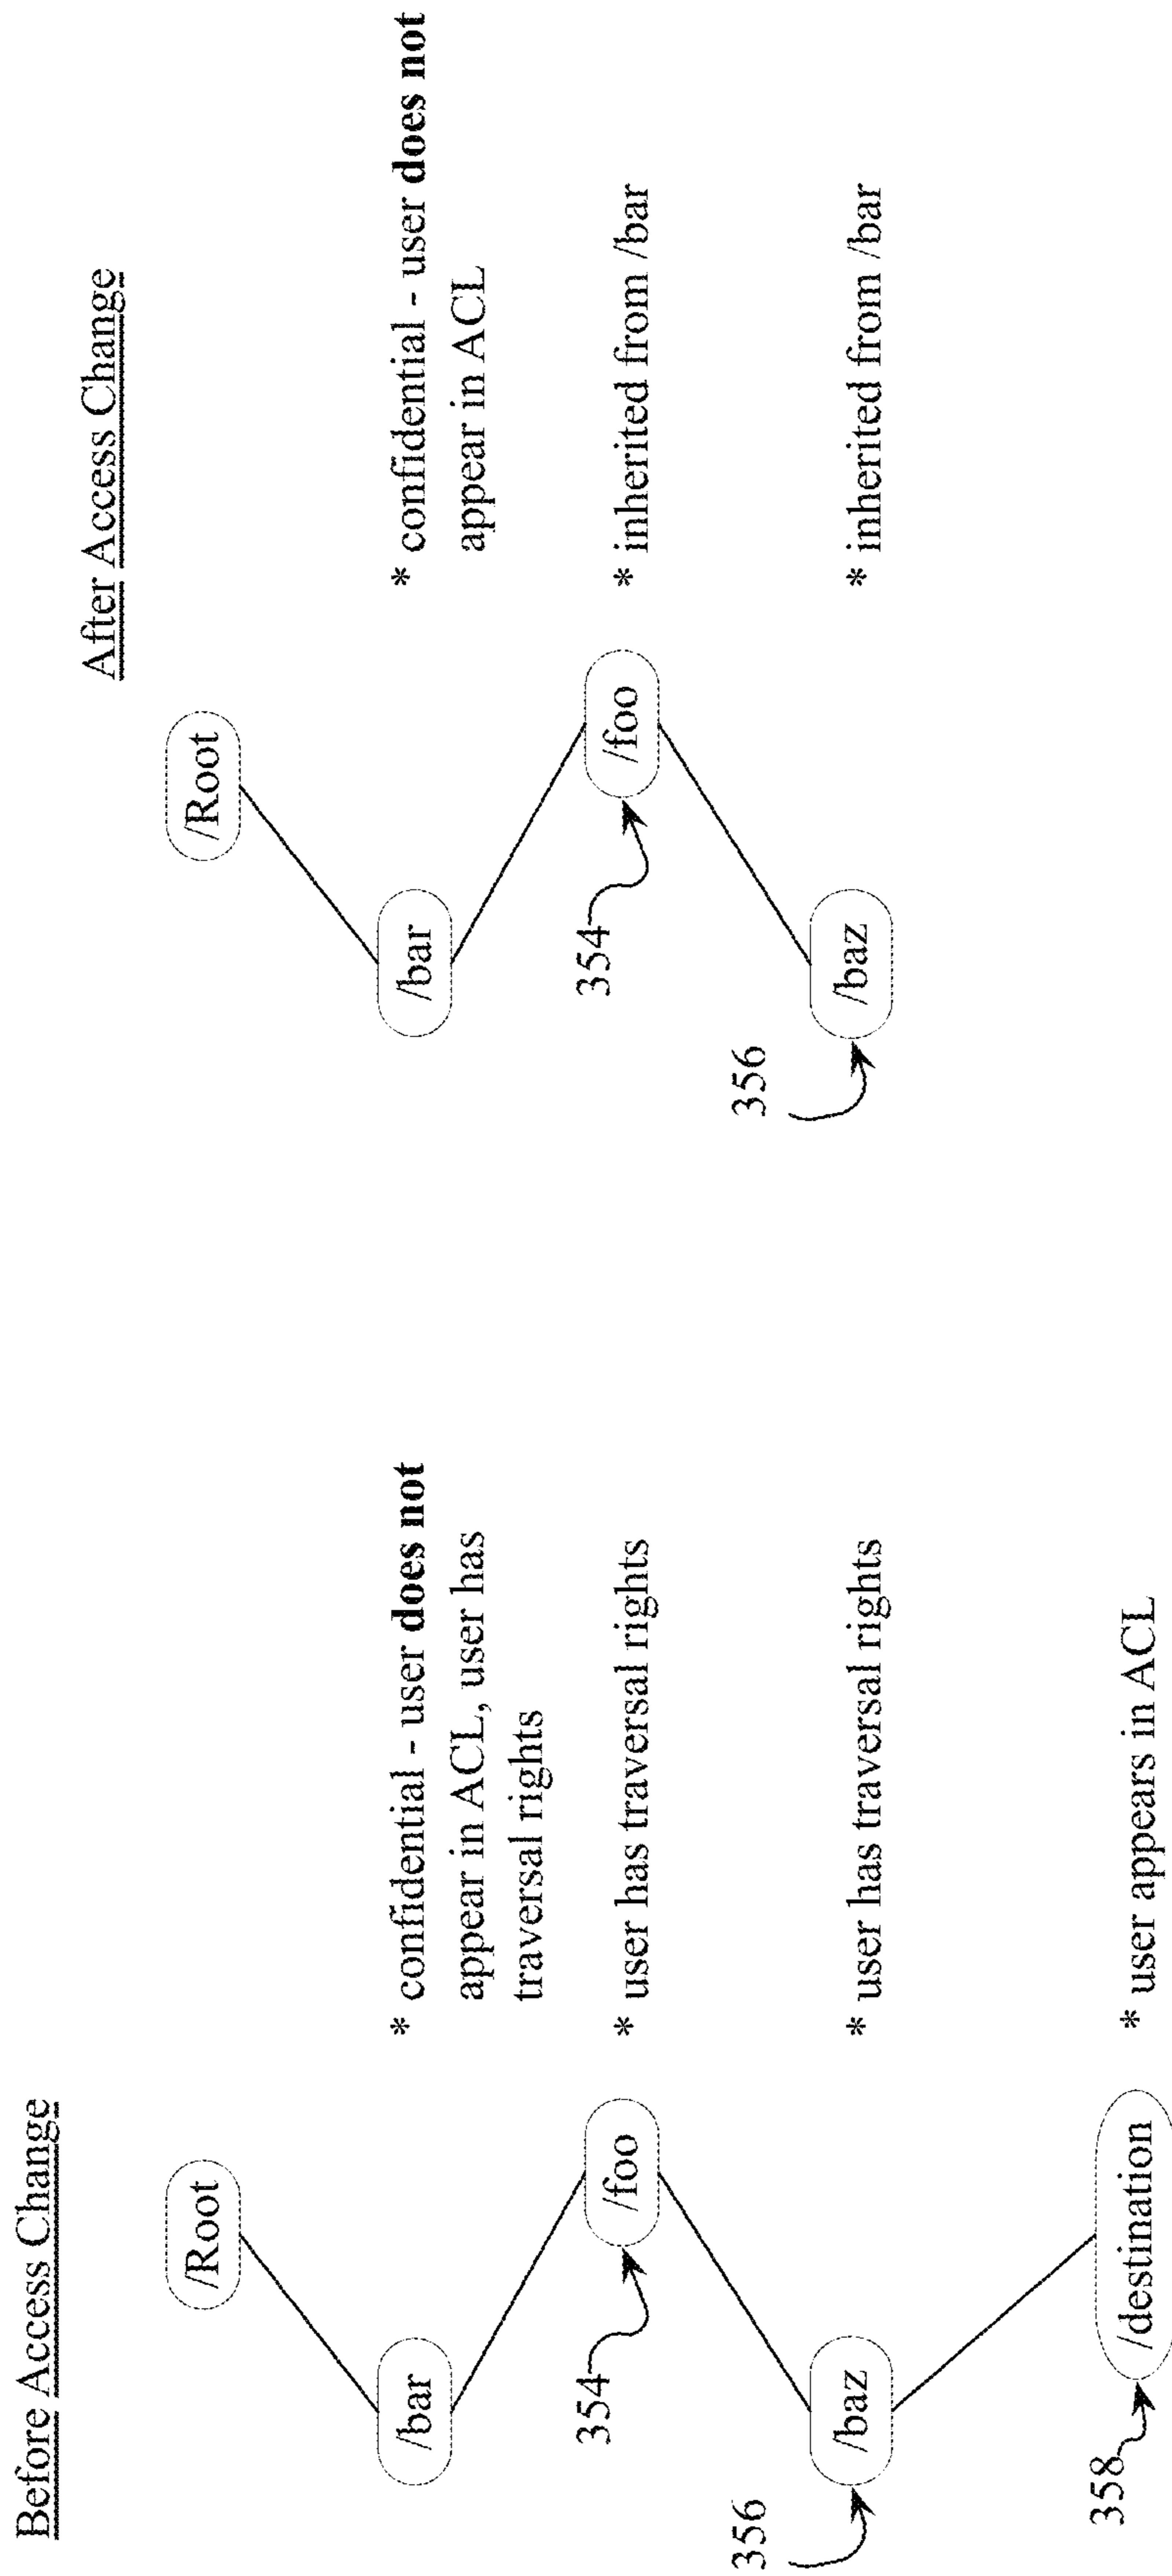 Before Access Change
/Root
/bar
* confidential - user does not
appear in ACL, user has
traversal rights
/foo
354
* user has traversal rights
356
/baz
* user has traversal rights
358
/destination
* user appears in ACL
After Access Change
/Root
/bar
* confidential - user does not
appear in ACL
/foo
354
* inherited from /bar
356
/baz
* inherited from /bar